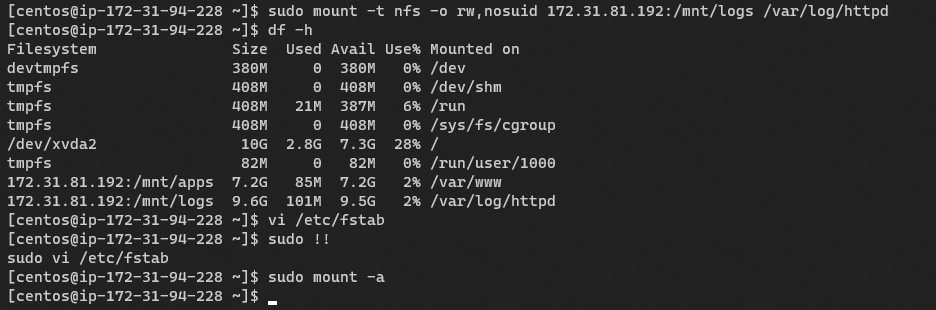 [centos@ip-172-31-94-228 ~]$ sudo mount -t nfs -o rw,nosuid 172.31.81.192:/mnt/logs /var/log/httpd
[centos@ip-172-31-94-228 ~]$ df -h
Filesystem                Size  Used Avail Use% Mounted on
devtmpfs                  380M     0  380M   0% /dev
tmpfs                     408M     0  408M   0% /dev/shm
tmpfs                     408M   21M  387M   6% /run
tmpfs                     408M     0  408M   0% /sys/fs/cgroup
/dev/xvda2                 10G  2.8G  7.3G  28% /
tmpfs                      82M     0   82M   0% /run/user/1000
172.31.81.192:/mnt/apps  7.2G   85M  7.2G   2% /var/www
172.31.81.192:/mnt/logs  9.6G  101M  9.5G   2% /var/log/httpd
[centos@ip-172-31-94-228 ~]$ vi /etc/fstab
[centos@ip-172-31-94-228 ~]$ sudo !!
sudo vi /etc/fstab
[centos@ip-172-31-94-228 ~]$ sudo mount -a
[centos@ip-172-31-94-228 ~]$